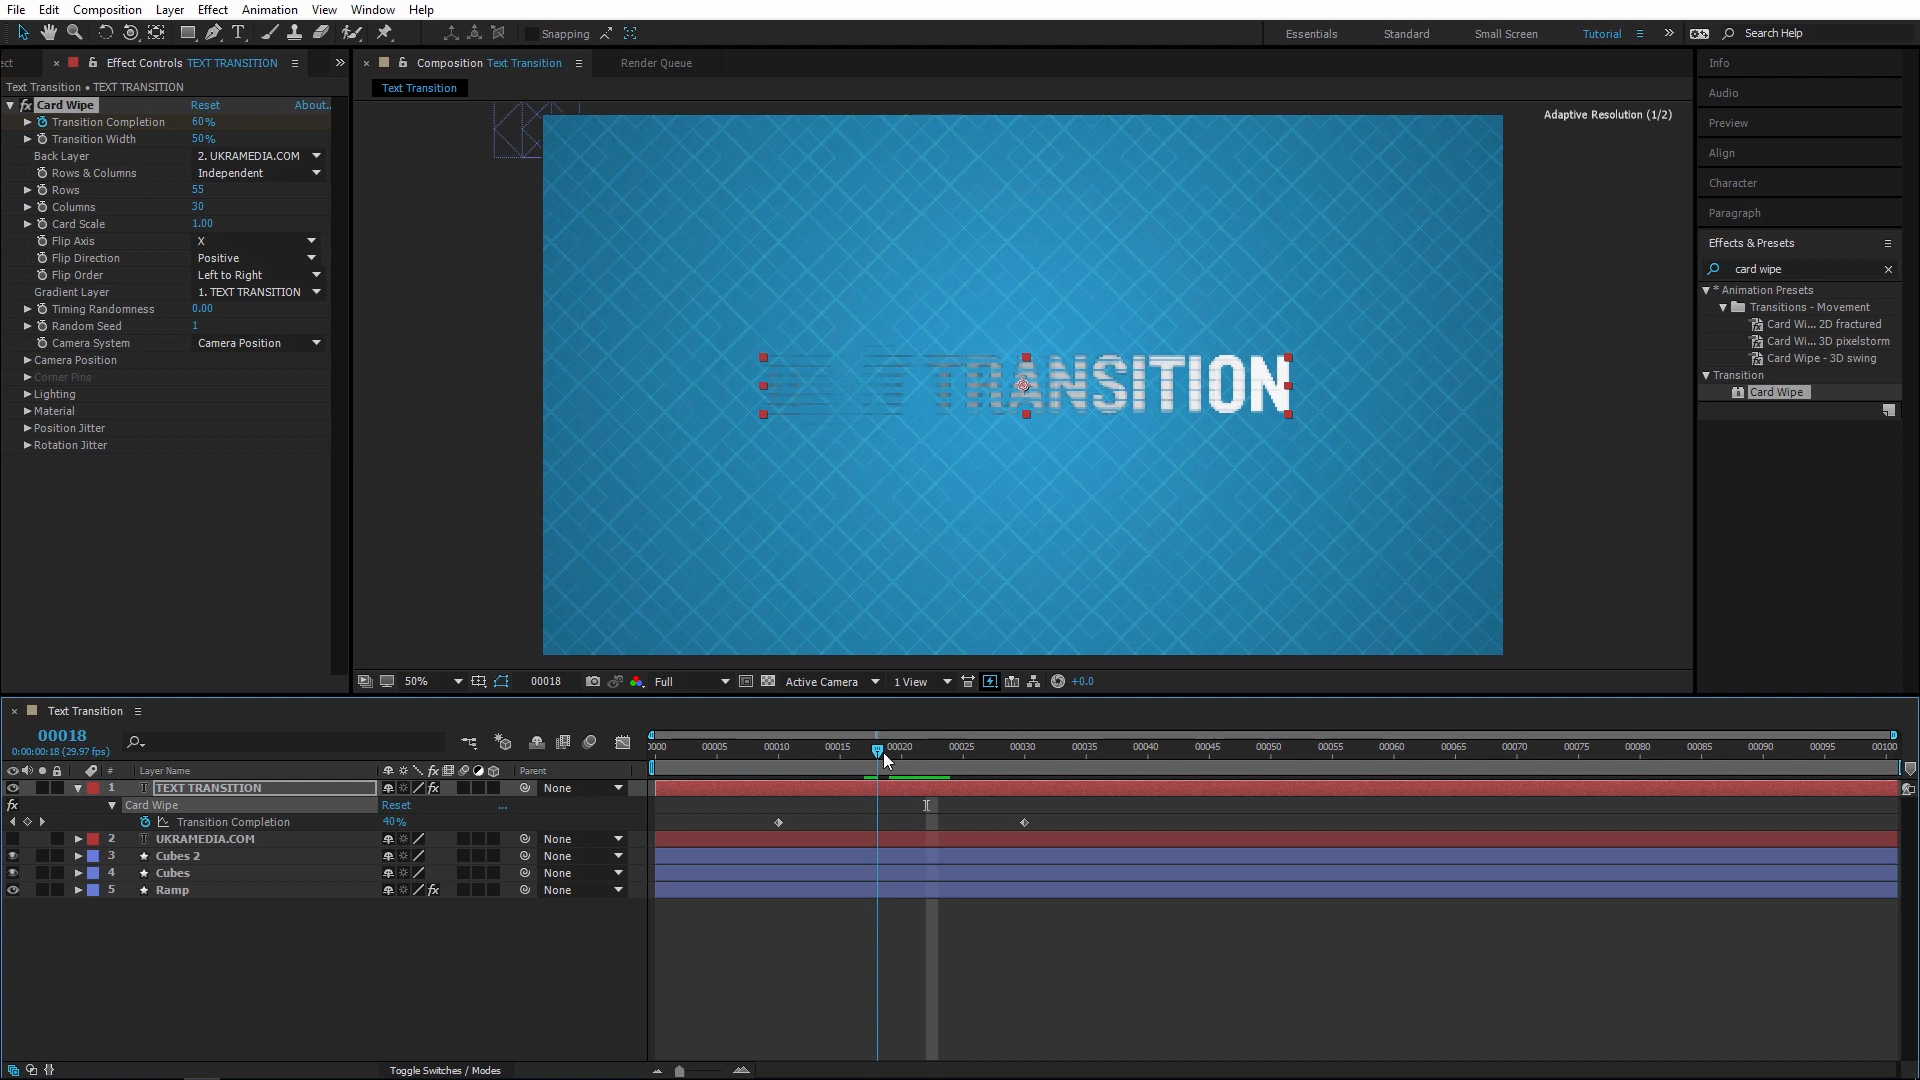 File Edit Composition Layer Effect Animation View Window Help
Snapping Essentials Standard Small Screen Tutorial Search Help
Effect Controls TEXT TRANSITION
Composition Text Transition Render Queue
Info
Text Transition • TEXT TRANSITION
Text Transition
Audio
fx Card Wipe Reset About..
Adaptive Resolution (1/2)
Transition Completion 60%
Preview
Transition Width 50%
Align
Back Layer 2. UKRAMEDIA.COM
Rows & Columns Independent
Character
Rows 55
Columns 30
Paragraph
Card Scale 1.00
Flip Axis X
Effects & Presets
Flip Direction Positive
card wipe
Flip Order Left to Right
Gradient Layer 1. TEXT TRANSITION
* Animation Presets
Timing Randomness 0.00
Transitions - Movement
Random Seed 1
Card Wi... 2D fractured
Camera System Camera Position
Card Wi... 3D pixelstorm
Camera Position
Card Wipe - 3D swing
Corner Pins
Transition
Lighting
Card Wipe
Material
Position Jitter
Rotation Jitter
TRANSITION
50% 00018 Full Active Camera 1 View +0.0
Text Transition
00018
0:00:00:18 (29.97 fps)
0000 00005 00010 00015 00020 00025 00030 00035 00040 00045 00050 00055 00060 00065 00070 00075 00080 00085 00090 00095 00100
# Layer Name fx Parent
1 T TEXT TRANSITION fx None
fx Card Wipe Reset ...
Transition Completion 40%
2 T UKRAMEDIA.COM None
3 Cubes 2 None
4 Cubes None
5 Ramp fx None
Toggle Switches / Modes